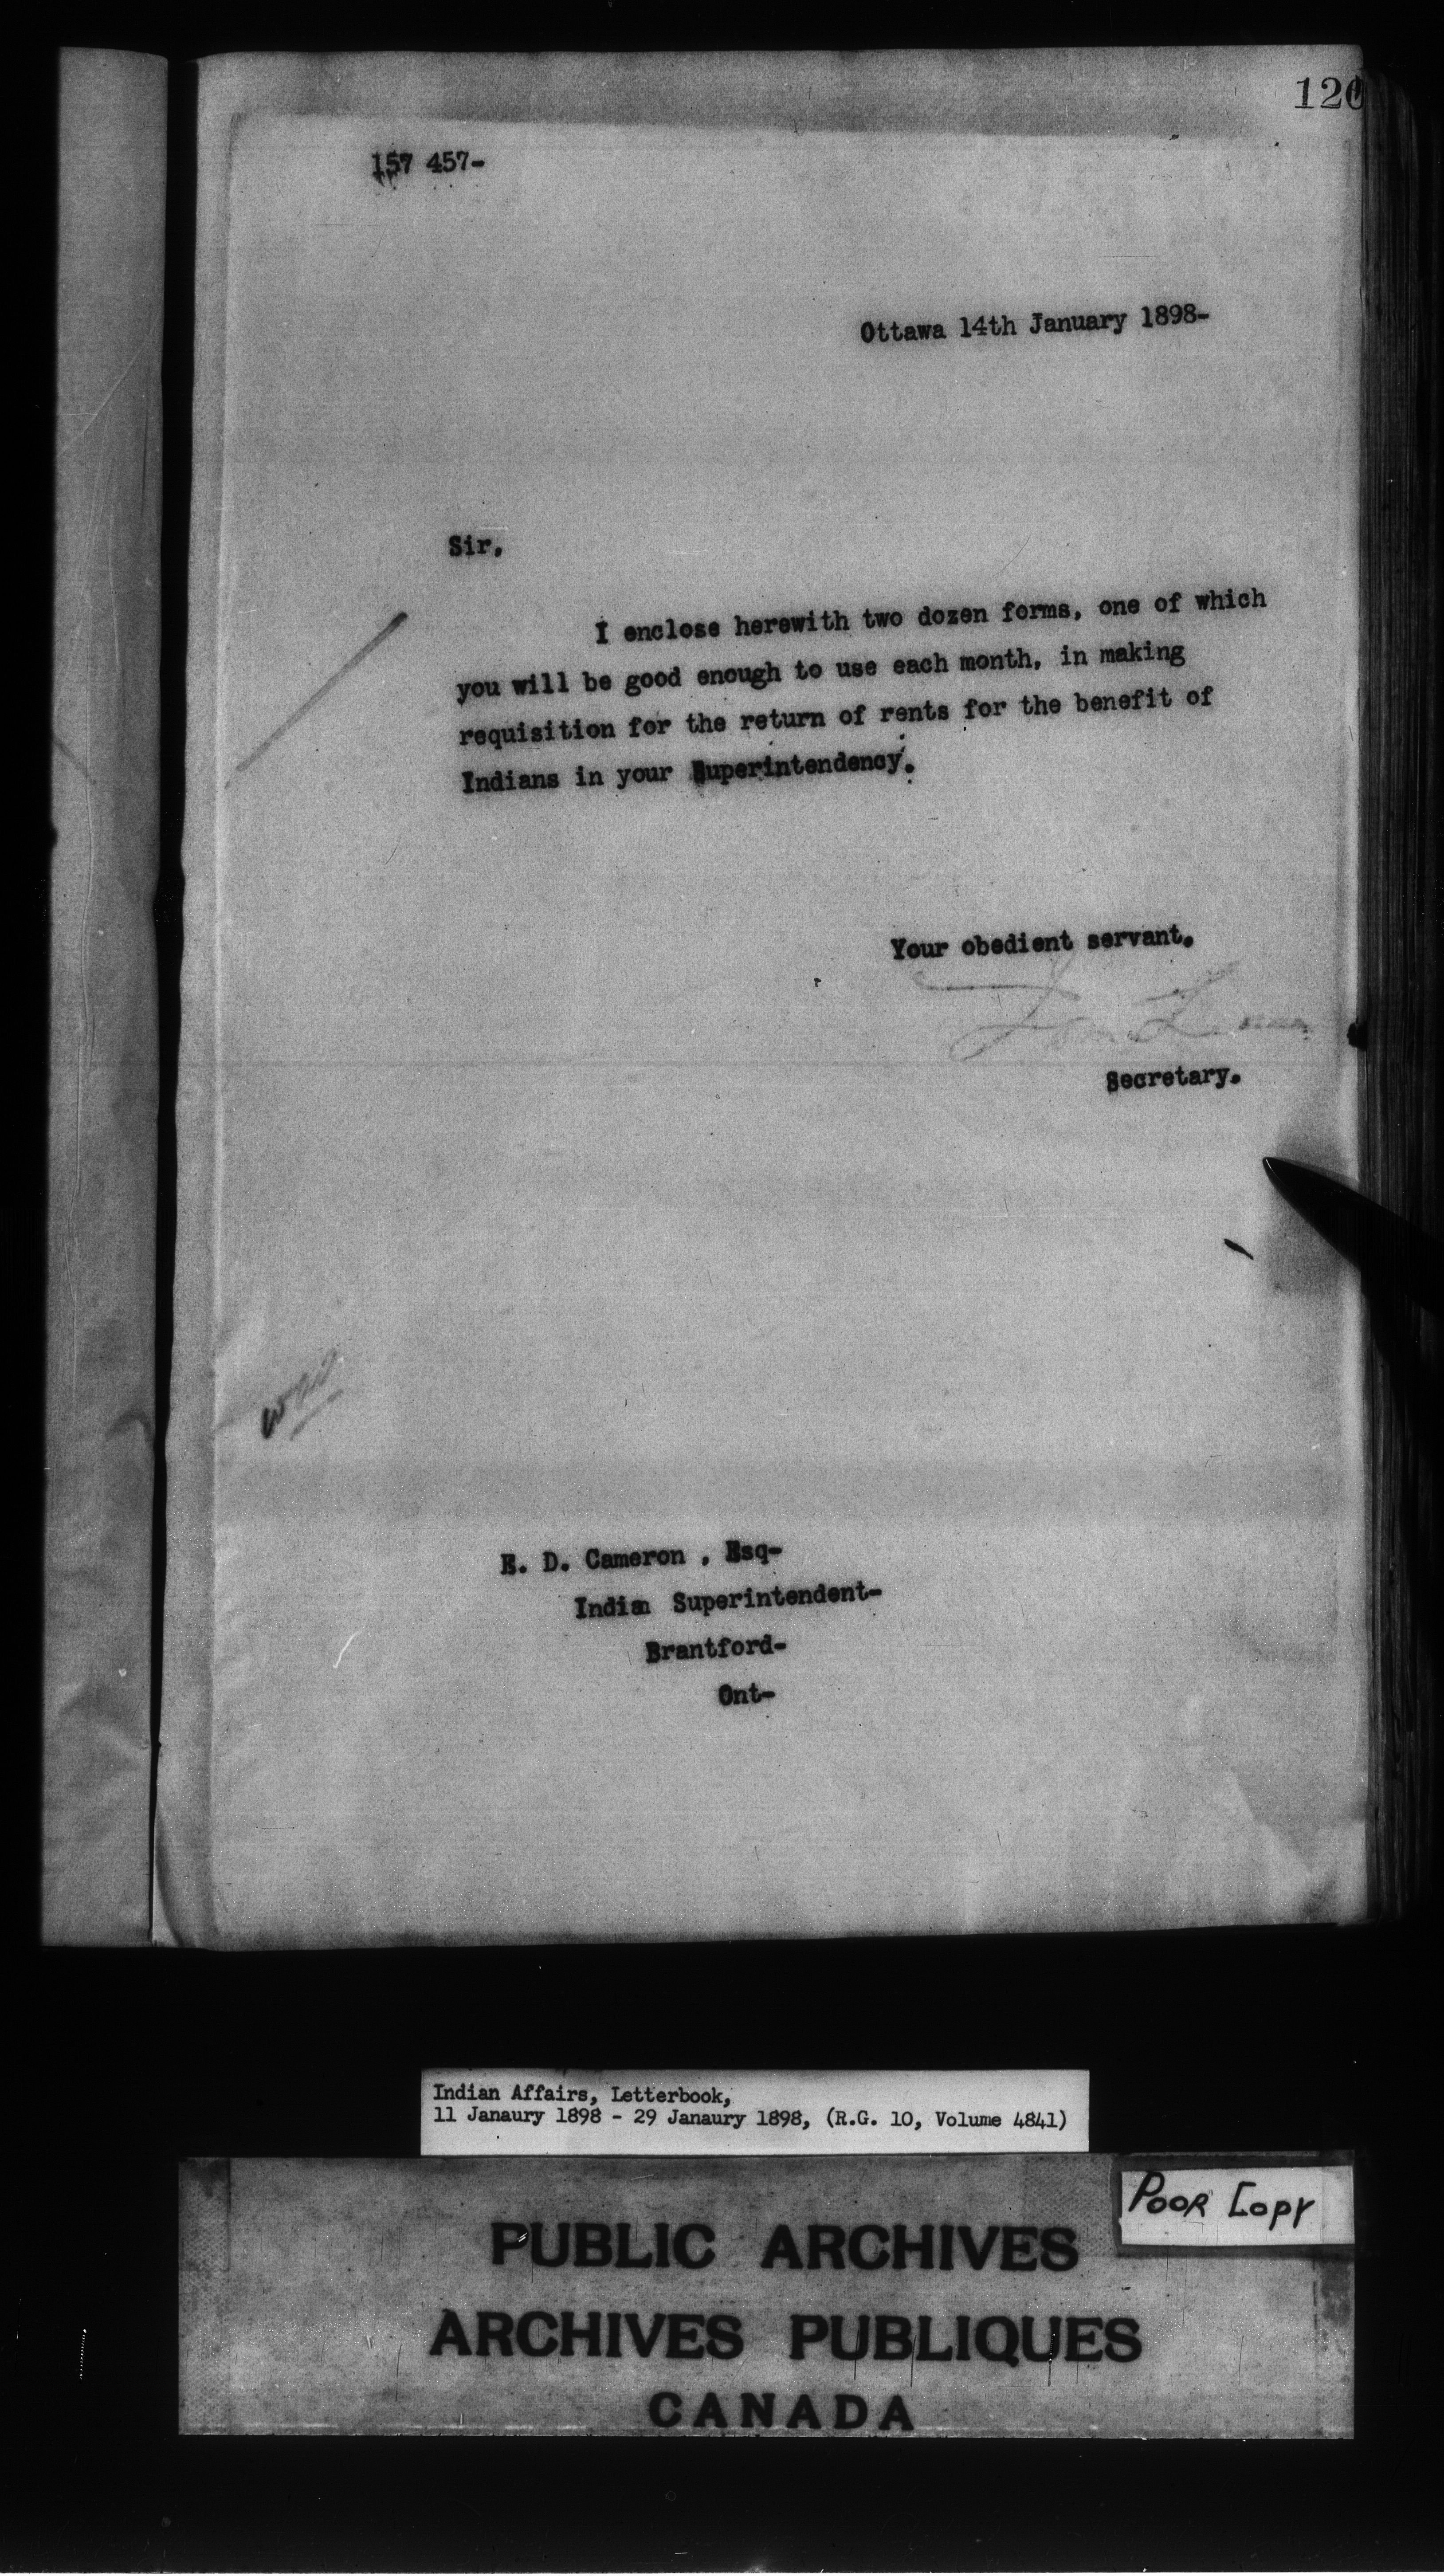 120
157 457-
Ottawa 14th January 1898-
Sir,
I enclose herewith two dozen forms, one of which
you will be good enough to use each month, in making
requisition for the return of rents for the benefit of
Indians in your Superintendency.
Your obedient servant.
Secretary.
E. D. Cameron , Esq-
Indian Superintendent-
Brantford-
Ont-
Indian Affairs, Letterbook,
11 Janaury 1898 - 29 Janaury 1898, (R.G. 10, Volume 4841)
POOR COPY
PUBLIC ARCHIVES
ARCHIVES PUBLIQUES
CANADA